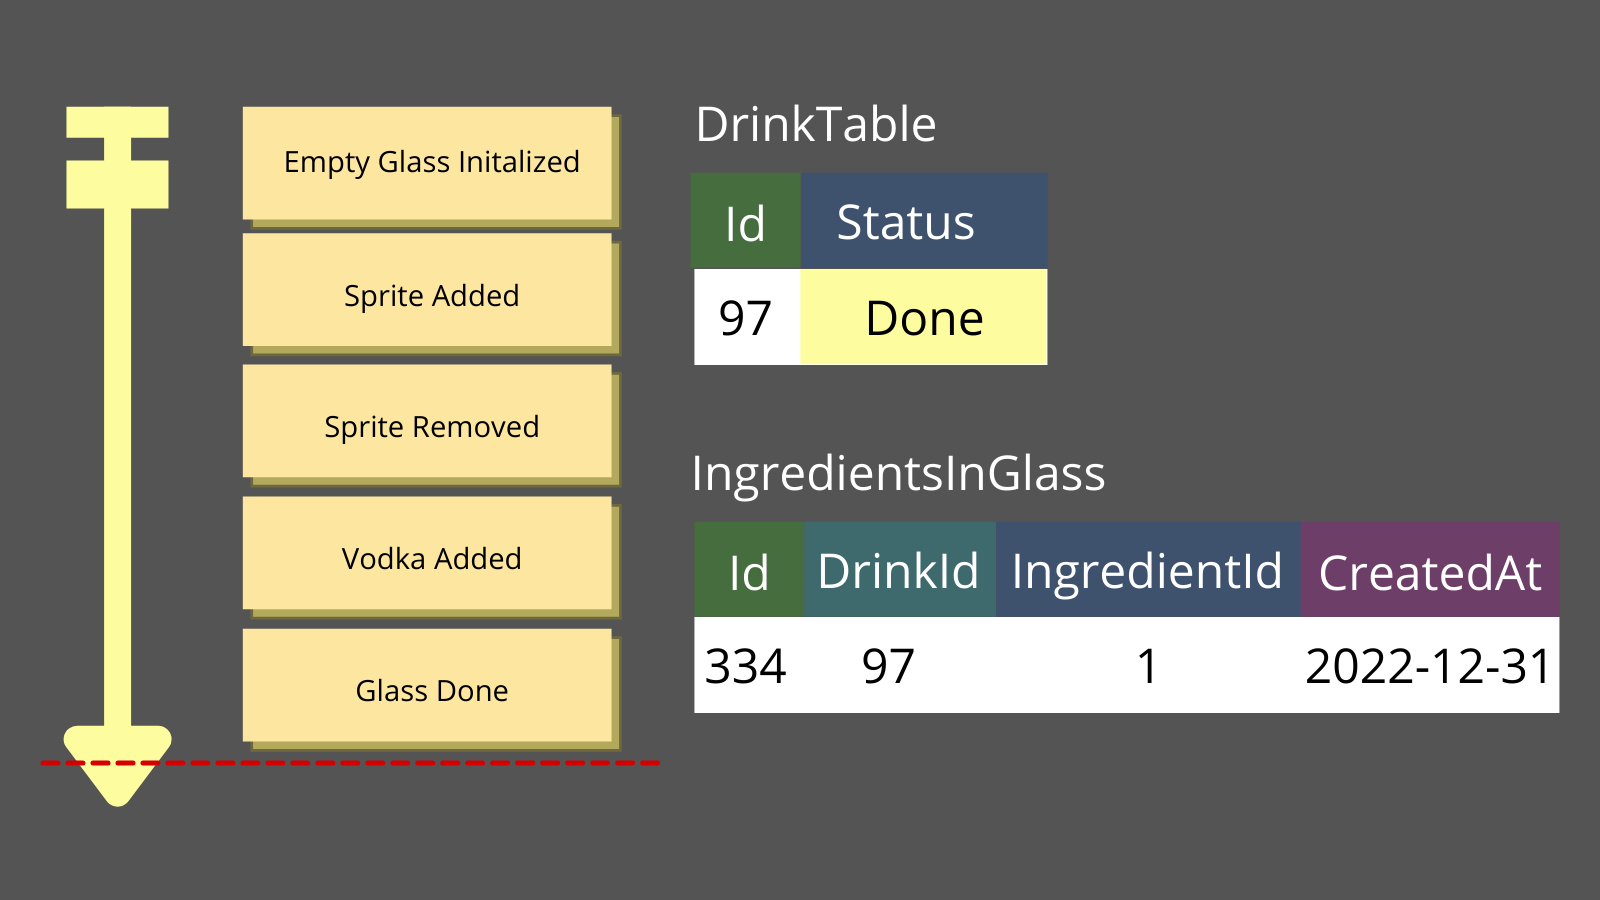 Empty Glass Initalized
Sprite Added
Sprite Removed
Vodka Added
Glass Done
DrinkTable
Id Status
97 Done
IngredientsInGlass
Id DrinkId IngredientId CreatedAt
334 97 1 2022-12-31